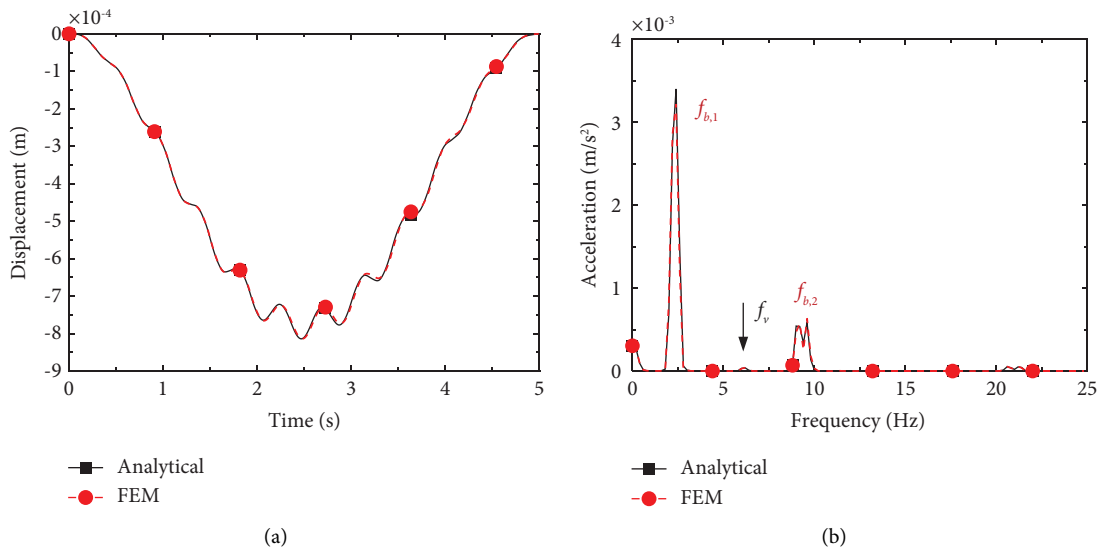 ×10⁻⁴
0
-1
-2
-3
-4
-5
-6
-7
-8
-9
Displacement (m)
0 1 2 3 4 5
Time (s)
Analytical
FEM
(a)
×10⁻³
4
3
2
1
0
Acceleration (m/s²)
f_{b,1}
f_v
f_{b,2}
0 5 10 15 20 25
Frequency (Hz)
Analytical
FEM
(b)